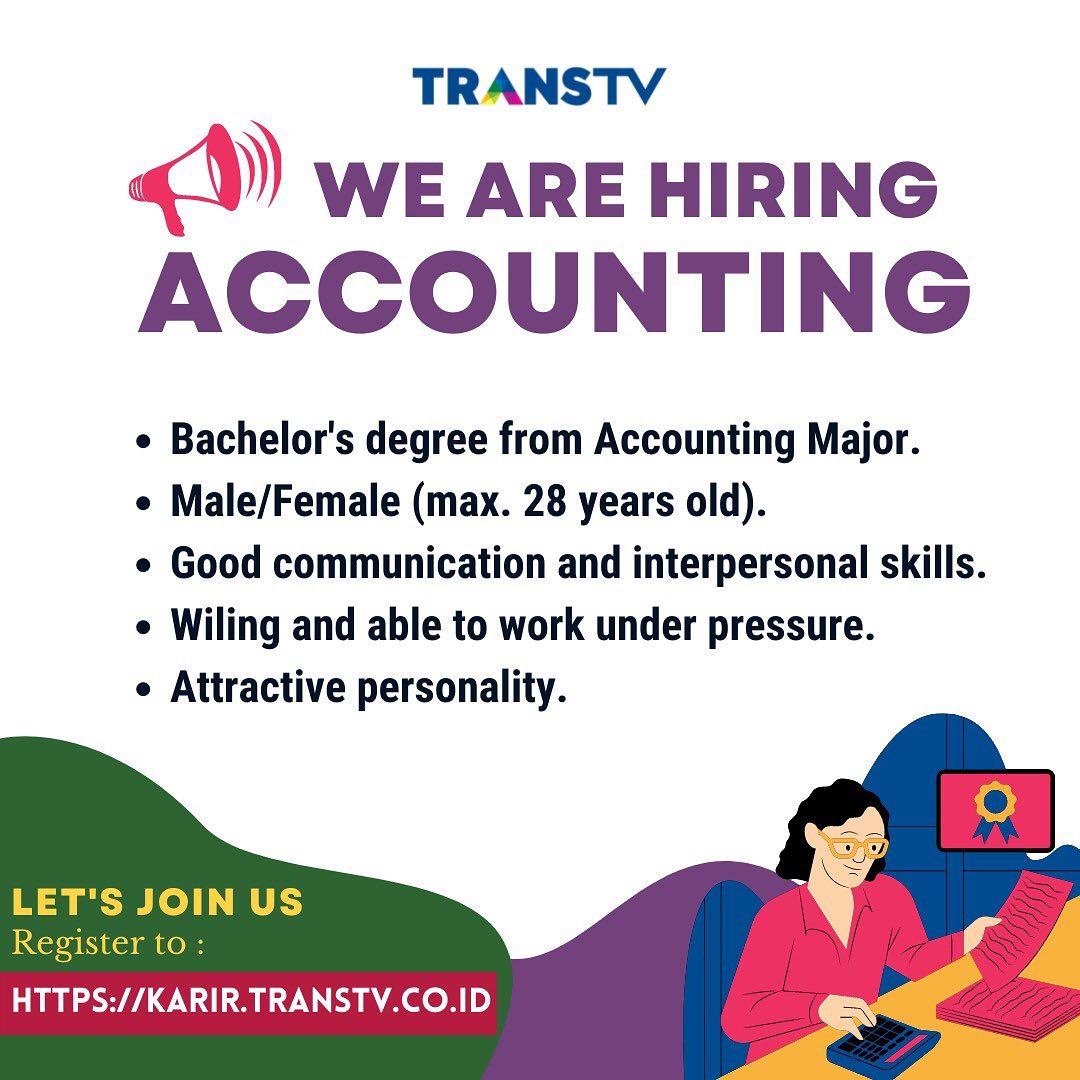 TRANSTV
WE ARE HIRING
ACCOUNTING
• Bachelor's degree from Accounting Major.
• Male/Female (max. 28 years old).
• Good communication and interpersonal skills.
• Wiling and able to work under pressure.
• Attractive personality.
LET'S JOIN US
Register to :
HTTPS://KARIR.TRANSTV.CO.ID